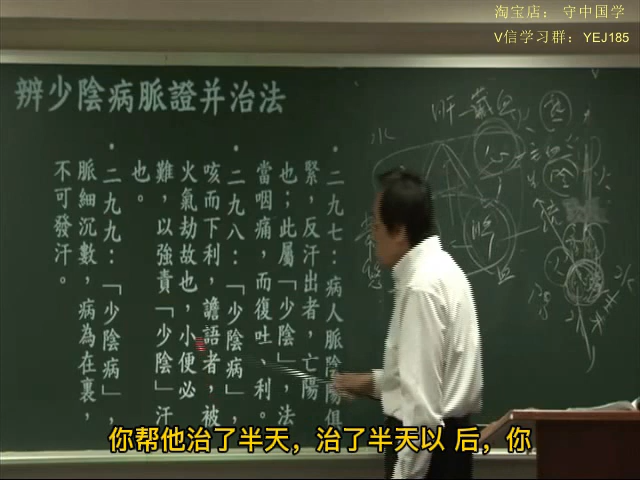 淘宝店： 守中国学
V信学习群：YEJ185
辨少陰病脈證并治法
• 二九七：病人脈陰陽俱
緊，反汗出者，亡陽
也；此屬「少陰」，法
當咽痛，而復吐、利。
• 二九八：「少陰病」，
咳而下利，譫語者，被
火氣劫故也，小便必
難，以強責「少陰」汗
也。
• 二九九：「少陰病」，
脈細沉數，病為在裏，
不可發汗。
水
肝
心
火
你帮他治了半天，治了半天以 后，你